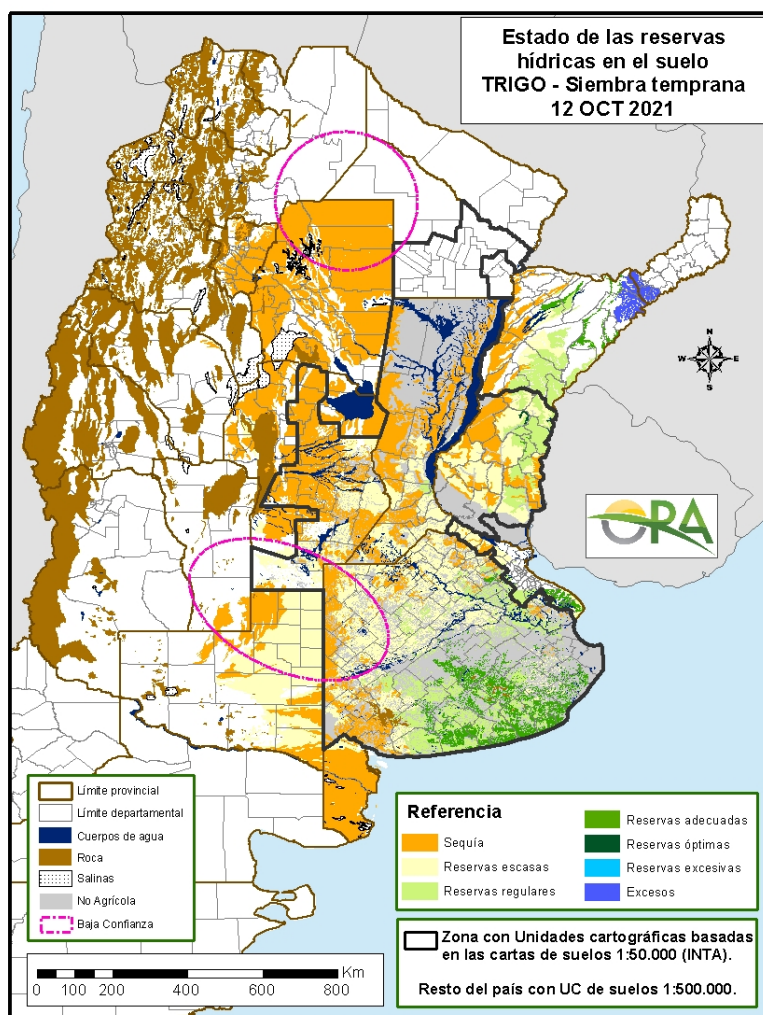 Estado de las reservas
hídricas en el suelo
TRIGO - Siembra temprana
12 OCT 2021
N
W E
S
ORA
Límite provincial
Límite departamental
Cuerpos de agua
Roca
Salinas
No Agrícola
Baja Confianza
Referencia
Sequía
Reservas escasas
Reservas regulares
Reservas adecuadas
Reservas óptimas
Reservas excesivas
Excesos
Zona con Unidades cartográficas basadas
en las cartas de suelos 1:50.000 (INTA).
Resto del país con UC de suelos 1:500.000.
Km
0 50 100 200 400 600 800